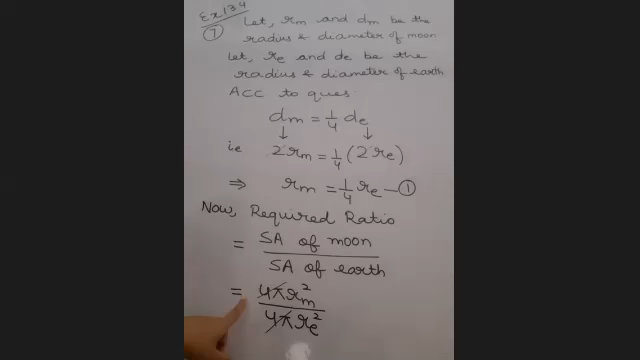 Ex 13.4
⑦ Let, rm and dm be the
radius & diameter of moon
let, re and de be the
radius & diameter of earth
ACC to ques
dm = 1/4 de
i.e 2rm = 1/4 (2re)
⇒ rm = 1/4 re — ①
Now, Required Ratio
= SA of moon
SA of earth
= 4πrm²
4πre²